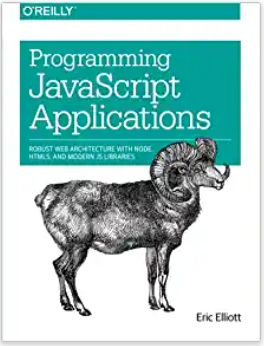 O'REILLY®
Programming
JavaScript
Applications
ROBUST WEB ARCHITECTURE WITH NODE,
HTML5, AND MODERN JS LIBRARIES
Eric Elliott